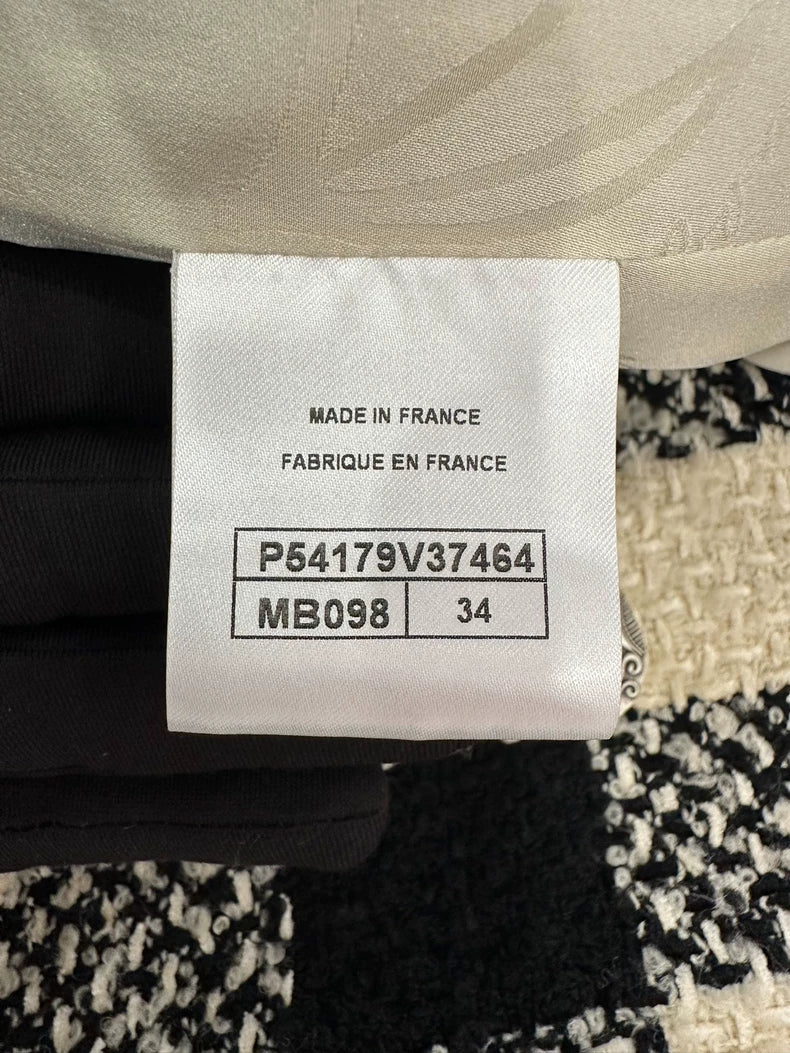 MADE IN FRANCE
FABRIQUE EN FRANCE
P54179V37464
MB098 34